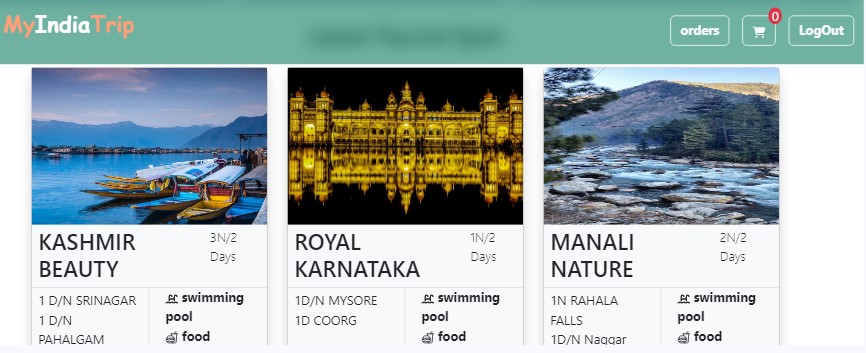 MyIndiaTrip
orders
0
LogOut
KASHMIR
BEAUTY
3N/2
Days
1 D/N SRINAGAR
1 D/N
PAHALGAM
swimming
pool
food
ROYAL
KARNATAKA
1N/2
Days
1D/N MYSORE
1D COORG
swimming
pool
food
MANALI
NATURE
2N/2
Days
1N RAHALA
FALLS
1D/N Naggar
swimming
pool
food